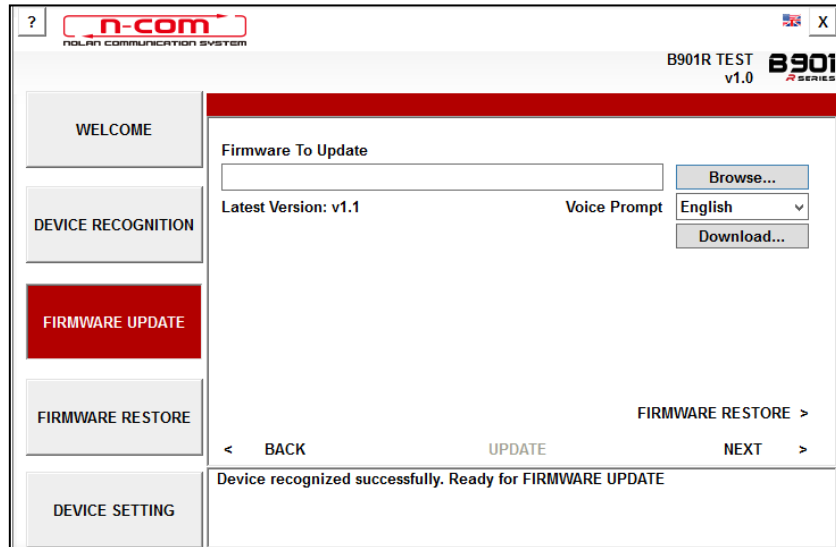 ?
n-com
NOLAN COMMUNICATION SYSTEM
X
B901R TEST
v1.0
B901
R SERIES
WELCOME
DEVICE RECOGNITION
FIRMWARE UPDATE
FIRMWARE RESTORE
DEVICE SETTING
Firmware To Update
Browse...
Latest Version: v1.1
Voice Prompt
English
Download...
FIRMWARE RESTORE >
< BACK
UPDATE
NEXT >
Device recognized successfully. Ready for FIRMWARE UPDATE